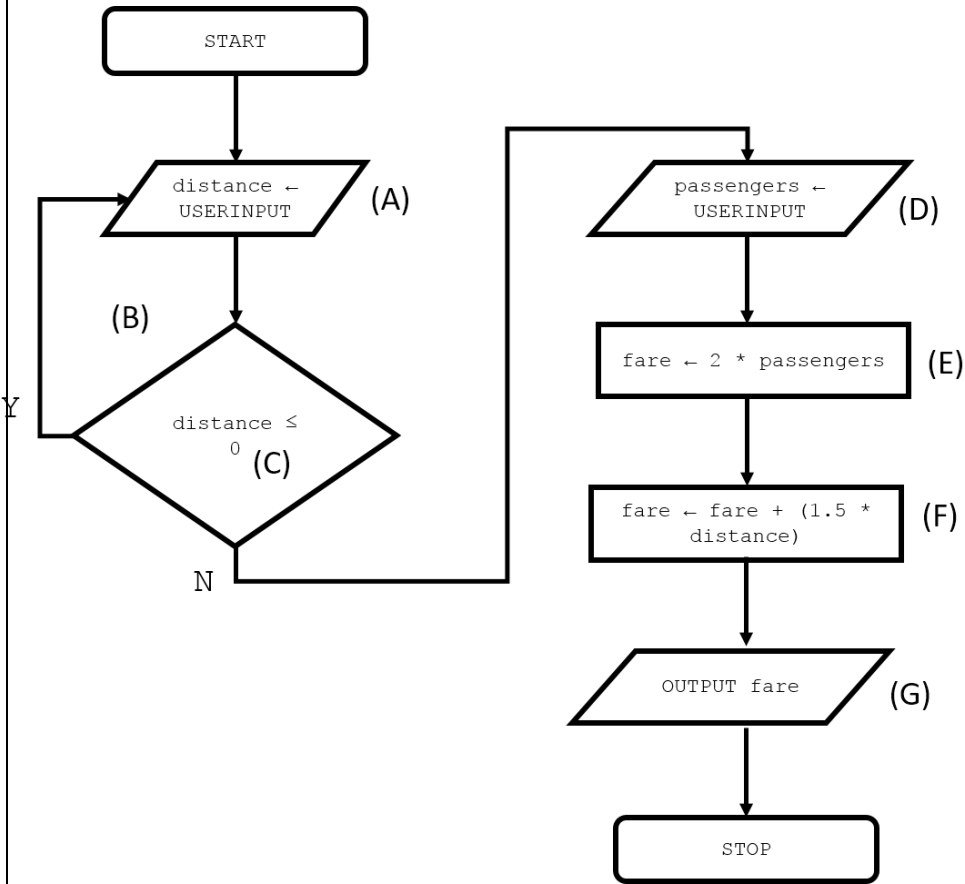 START
distance ←
USERINPUT
(A)
(B)
distance ≤
0
(C)
Y
N
passengers ←
USERINPUT
(D)
fare ← 2 * passengers
(E)
fare ← fare + (1.5 *
distance)
(F)
OUTPUT fare
(G)
STOP